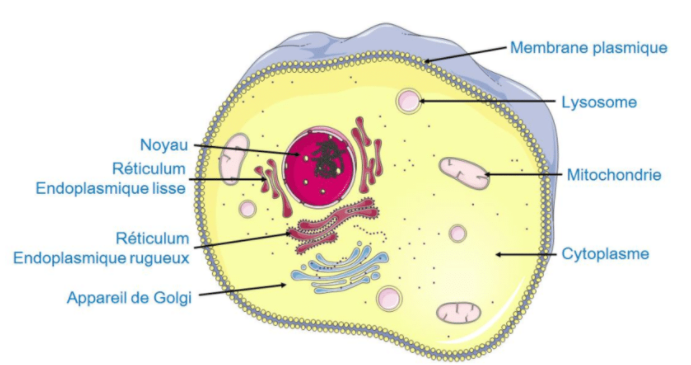 Membrane plasmique
Lysosome
Noyau
Réticulum
Endoplasmique lisse
Mitochondrie
Réticulum
Endoplasmique rugueux
Cytoplasme
Appareil de Golgi